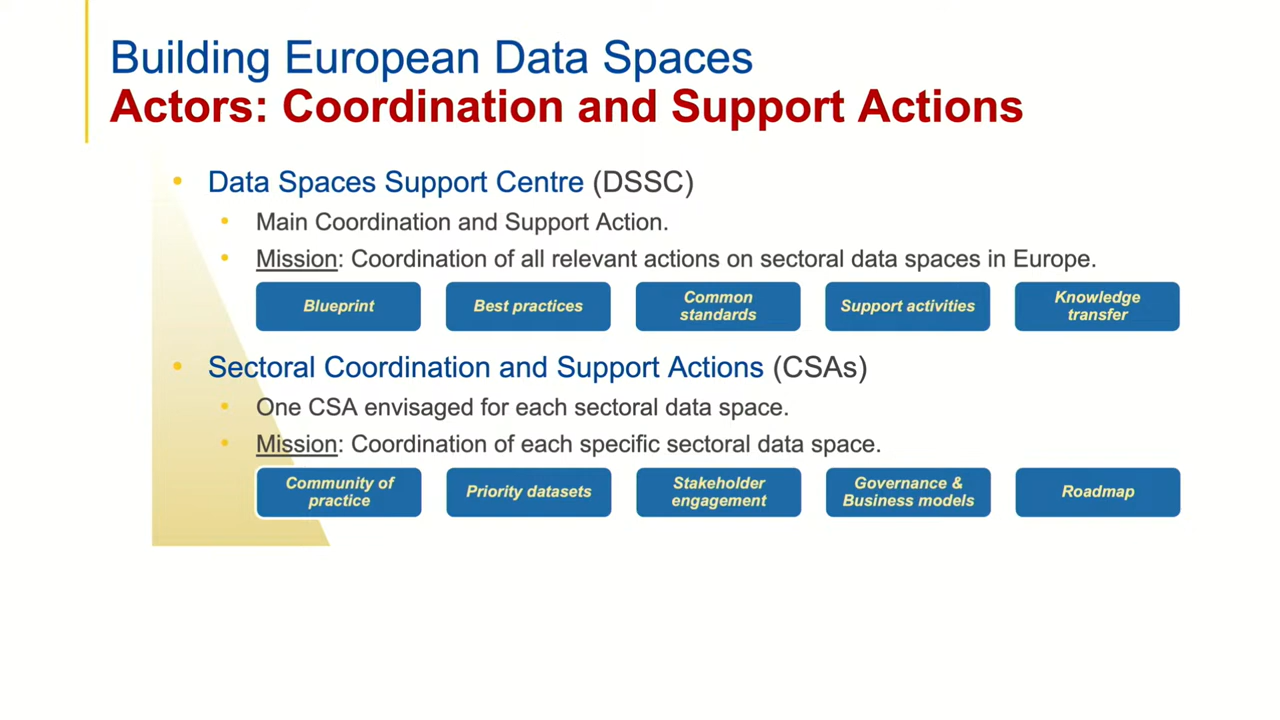 Building European Data Spaces
Actors: Coordination and Support Actions
• Data Spaces Support Centre (DSSC)
• Main Coordination and Support Action.
• Mission: Coordination of all relevant actions on sectoral data spaces in Europe.
Blueprint
Best practices
Common
standards
Support activities
Knowledge
transfer
• Sectoral Coordination and Support Actions (CSAs)
• One CSA envisaged for each sectoral data space.
• Mission: Coordination of each specific sectoral data space.
Community of
practice
Priority datasets
Stakeholder
engagement
Governance &
Business models
Roadmap